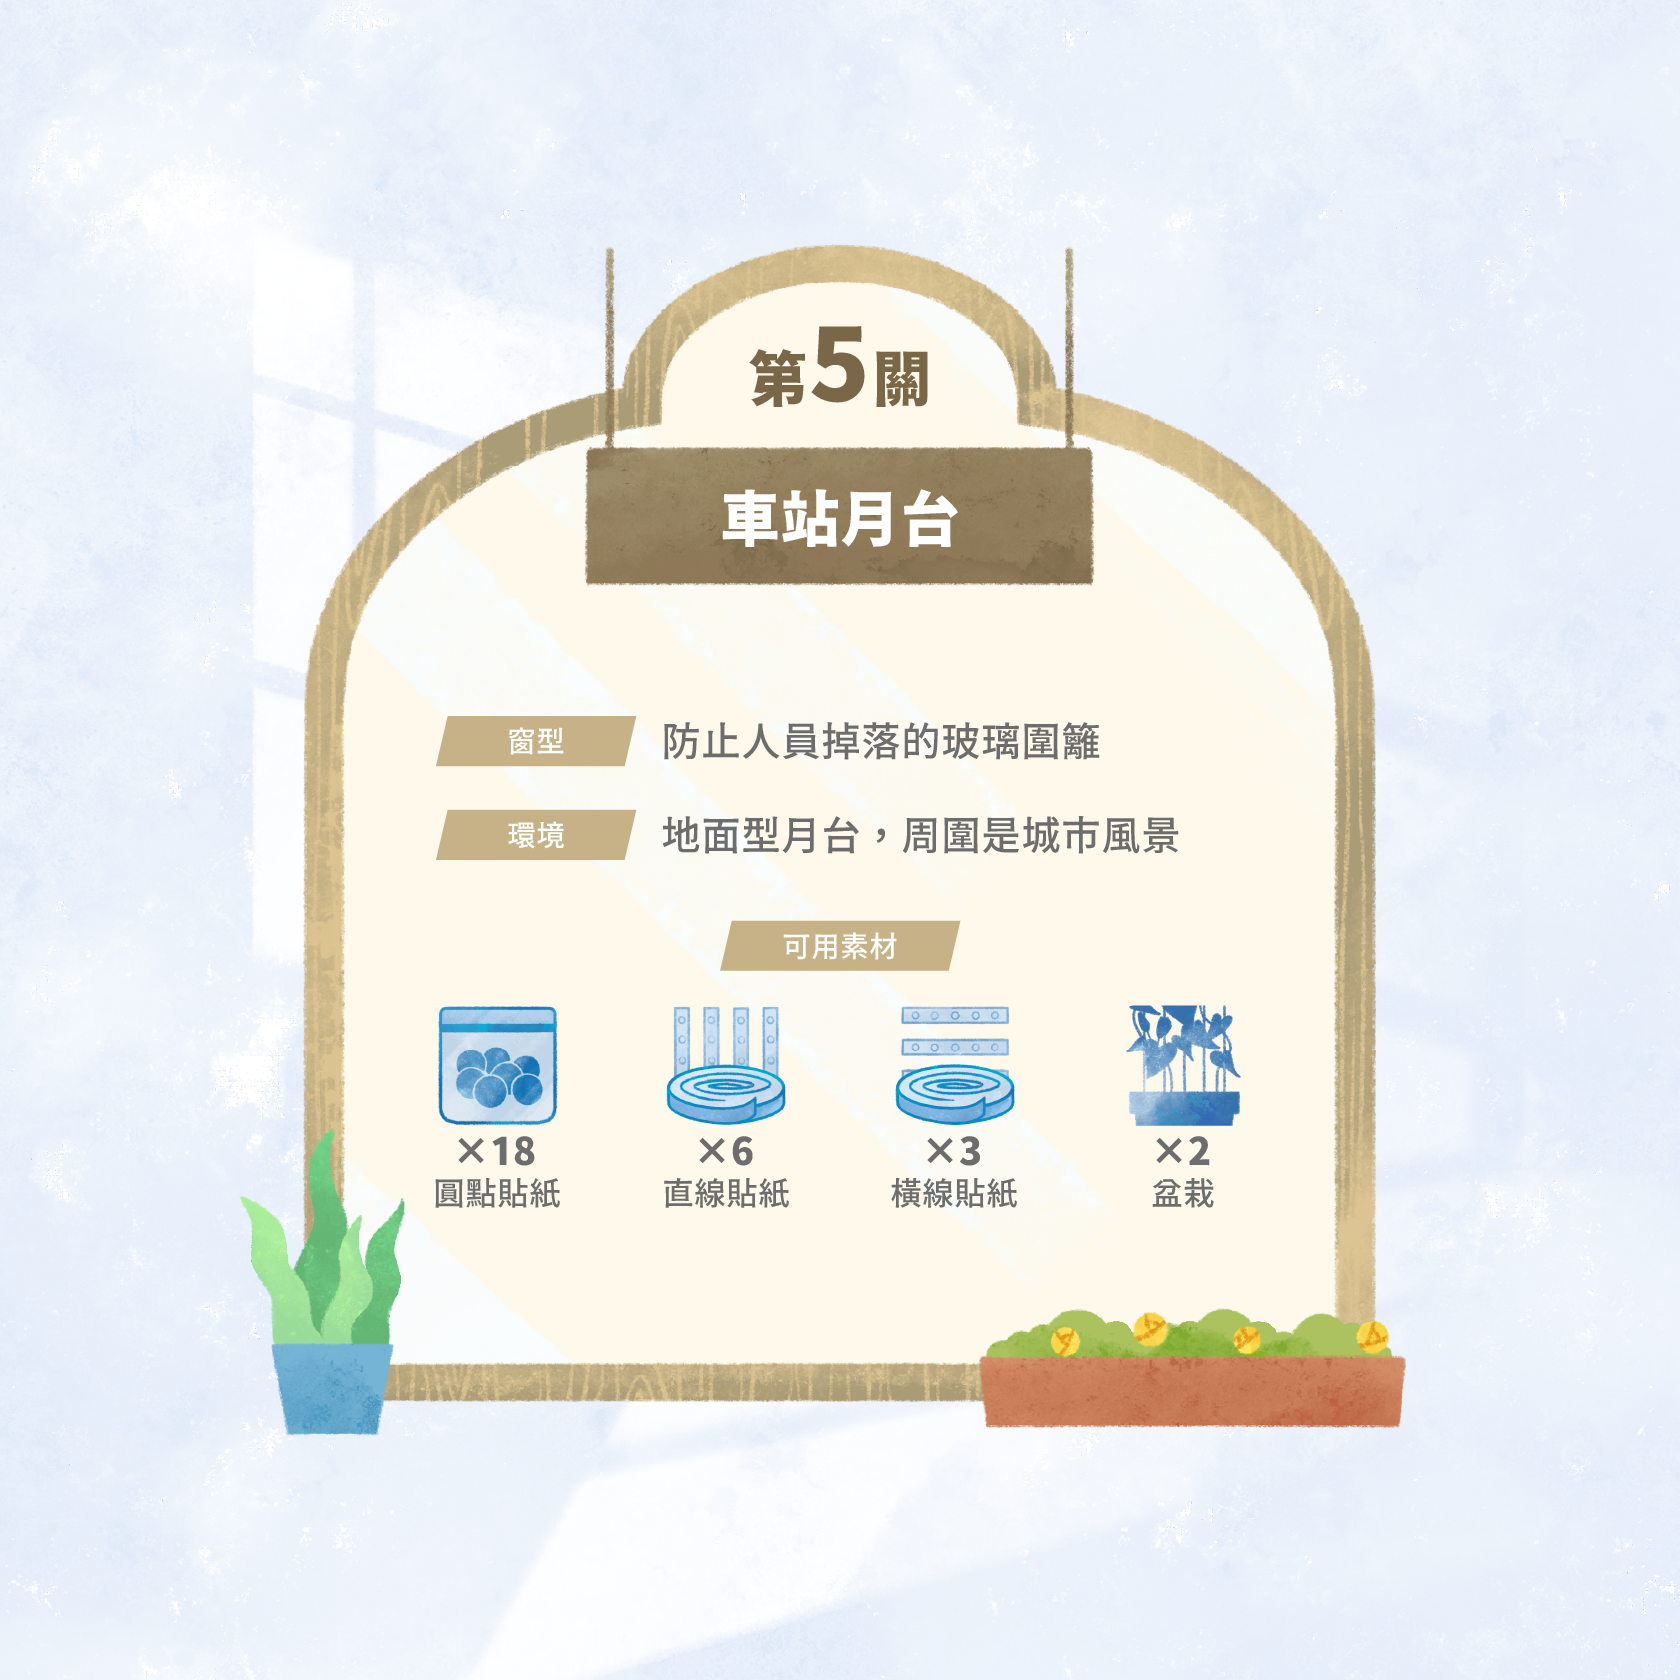 第5關
車站月台
窗型 防止人員掉落的玻璃圍籬
環境 地面型月台，周圍是城市風景
可用素材
×18 ×6 ×3 ×2
圓點貼紙 直線貼紙 橫線貼紙 盆栽